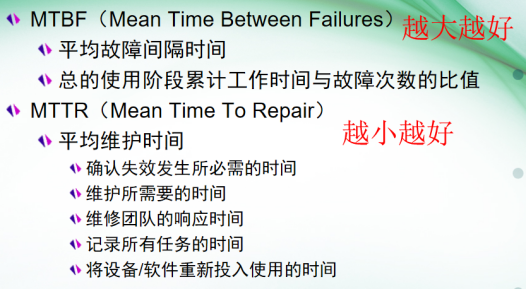 MTBF（Mean Time Between Failures） 越大越好
平均故障间隔时间
总的使用阶段累计工作时间与故障次数的比值
MTTR（Mean Time To Repair）
越小越好
平均维护时间
确认失效发生所必需的时间
维护所需要的时间
维修团队的响应时间
记录所有任务的时间
将设备/软件重新投入使用的时间